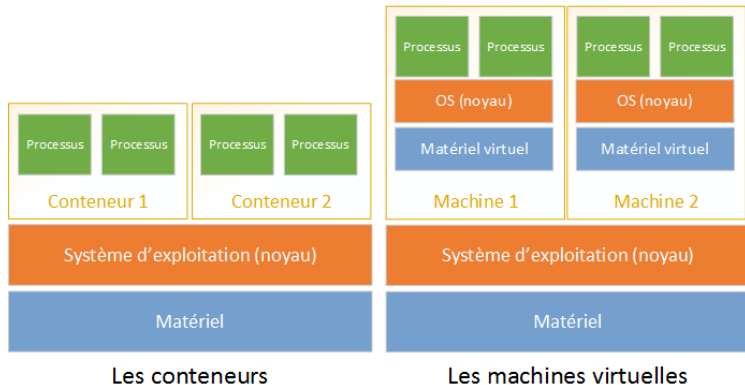 Processus Processus
OS (noyau)
Matériel virtuel
Machine 1
Processus Processus
OS (noyau)
Matériel virtuel
Machine 2
Processus Processus
Conteneur 1
Processus Processus
Conteneur 2
Système d'exploitation (noyau)
Matériel
Les conteneurs
Système d'exploitation (noyau)
Matériel
Les machines virtuelles